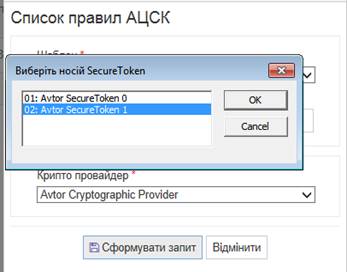 Список правил АЦСК
Шаблон *
Виберіть носій SecureToken
01: Avtor SecureToken 0
02: Avtor SecureToken 1
OK
Cancel
Крипто провайдер *
Avtor Cryptographic Provider
Сформувати запит
Відмінити